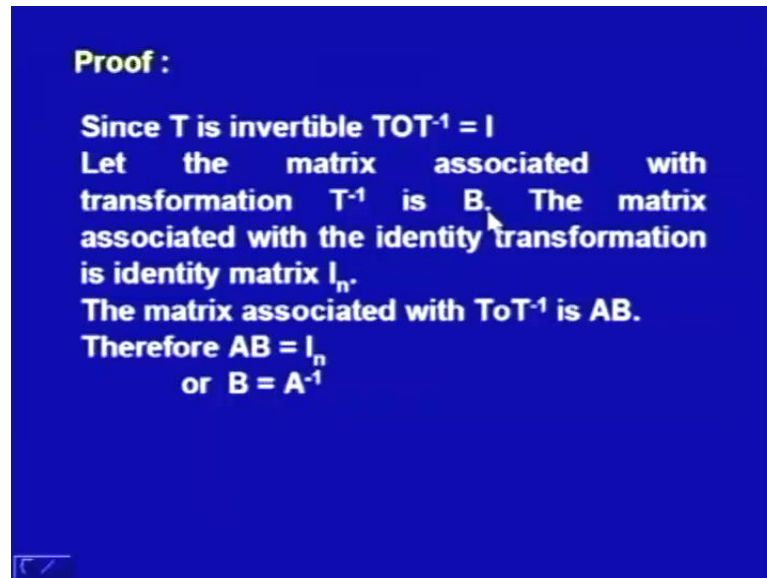 Proof :
Since T is invertible TOT⁻¹ = I
Let the matrix associated with
transformation T⁻¹ is B. The matrix
associated with the identity transformation
is identity matrix Iₙ.
The matrix associated with ToT⁻¹ is AB.
Therefore AB = Iₙ
or B = A⁻¹